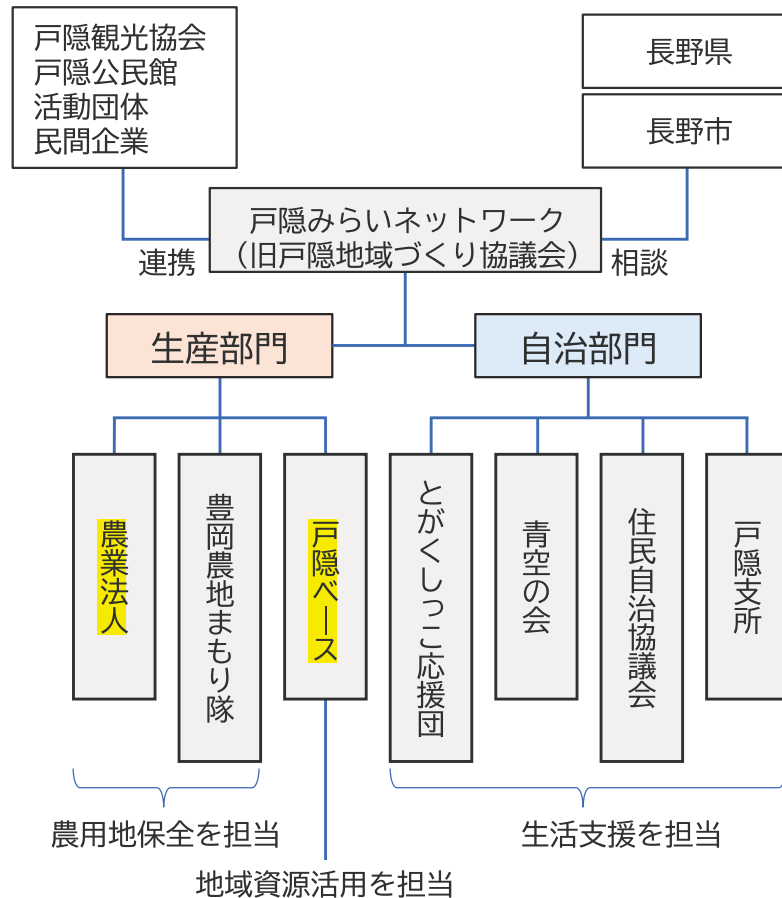 戸隠観光協会
戸隠公民館
活動団体
民間企業
長野県
長野市
戸隠みらいネットワーク
（旧戸隠地域づくり協議会）
連携
相談
生産部門
自治部門
農業法人
豊岡農地まもり隊
戸隠ベース
とがくしっこ応援団
青空の会
住民自治協議会
戸隠支所
農用地保全を担当
生活支援を担当
地域資源活用を担当